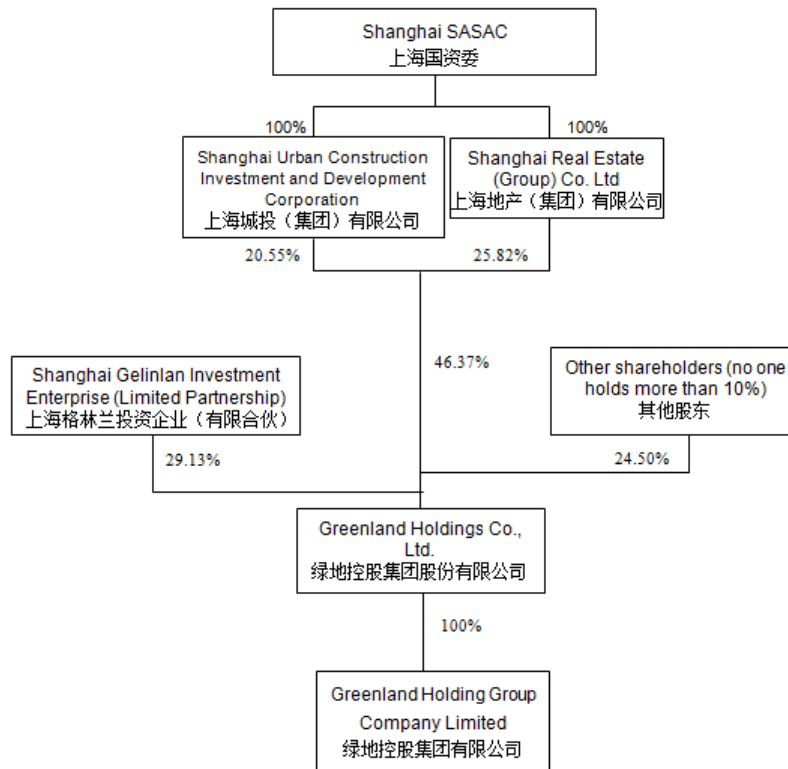 Shanghai SASAC
上海国资委
100%
100%
Shanghai Urban Construction
Investment and Development
Corporation
上海城投（集团）有限公司
Shanghai Real Estate
(Group) Co. Ltd
上海地产（集团）有限公司
20.55%
25.82%
46.37%
Shanghai Gelinlan Investment
Enterprise (Limited Partnership)
上海格林兰投资企业（有限合伙）
Other shareholders (no one
holds more than 10%)
其他股东
29.13%
24.50%
Greenland Holdings Co.,
Ltd.
绿地控股集团股份有限公司
100%
Greenland Holding Group
Company Limited
绿地控股集团有限公司